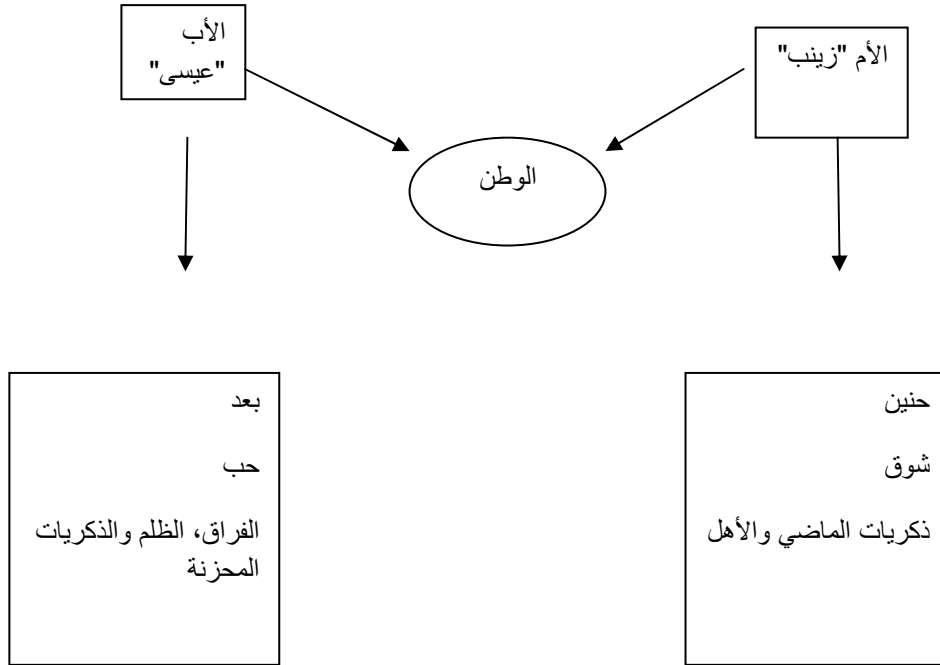 الأم "زينب"
الأب
"عيسى"
الوطن
حنين
شوق
ذكريات الماضي والأهل
بعد
حب
الفراق، الظلم والذكريات
المحزنة